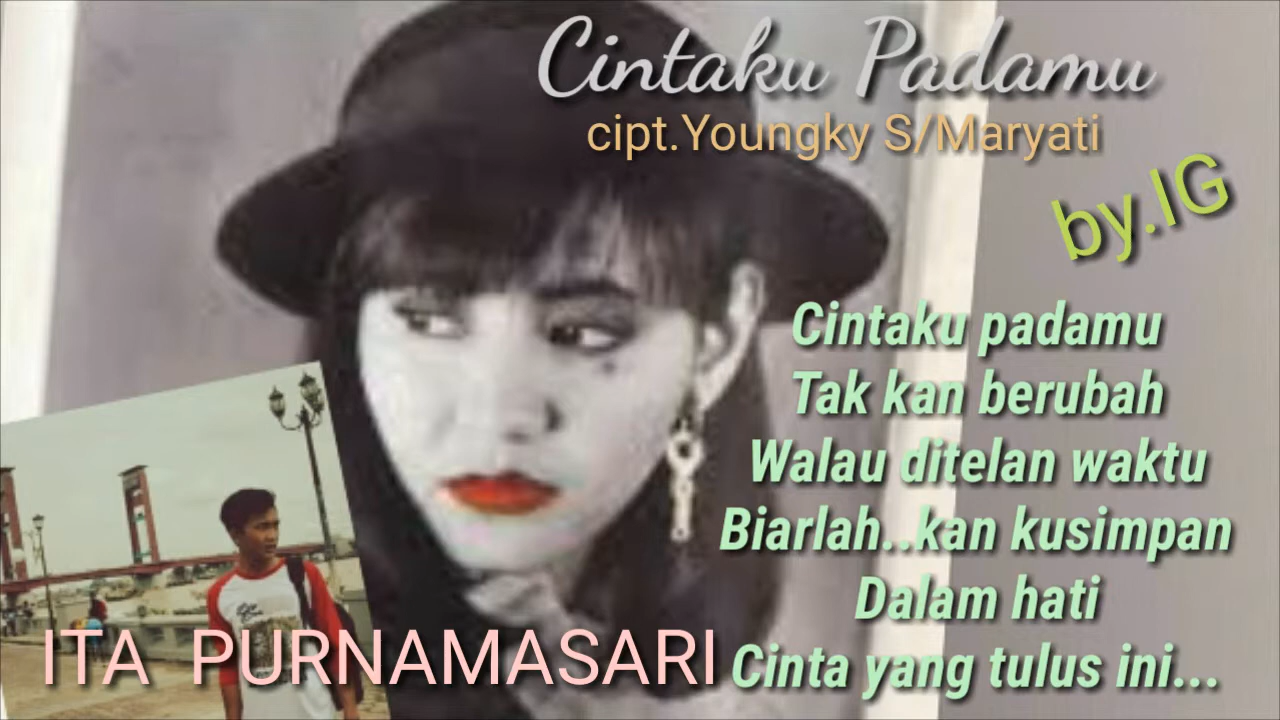 Cintaku Padamu
cipt.Youngky S/Maryati
by.IG
Cintaku padamu
Tak kan berubah
Walau ditelan waktu
Biarlah..kan kusimpan
Dalam hati
Cinta yang tulus ini...
ITA PURNAMASARI